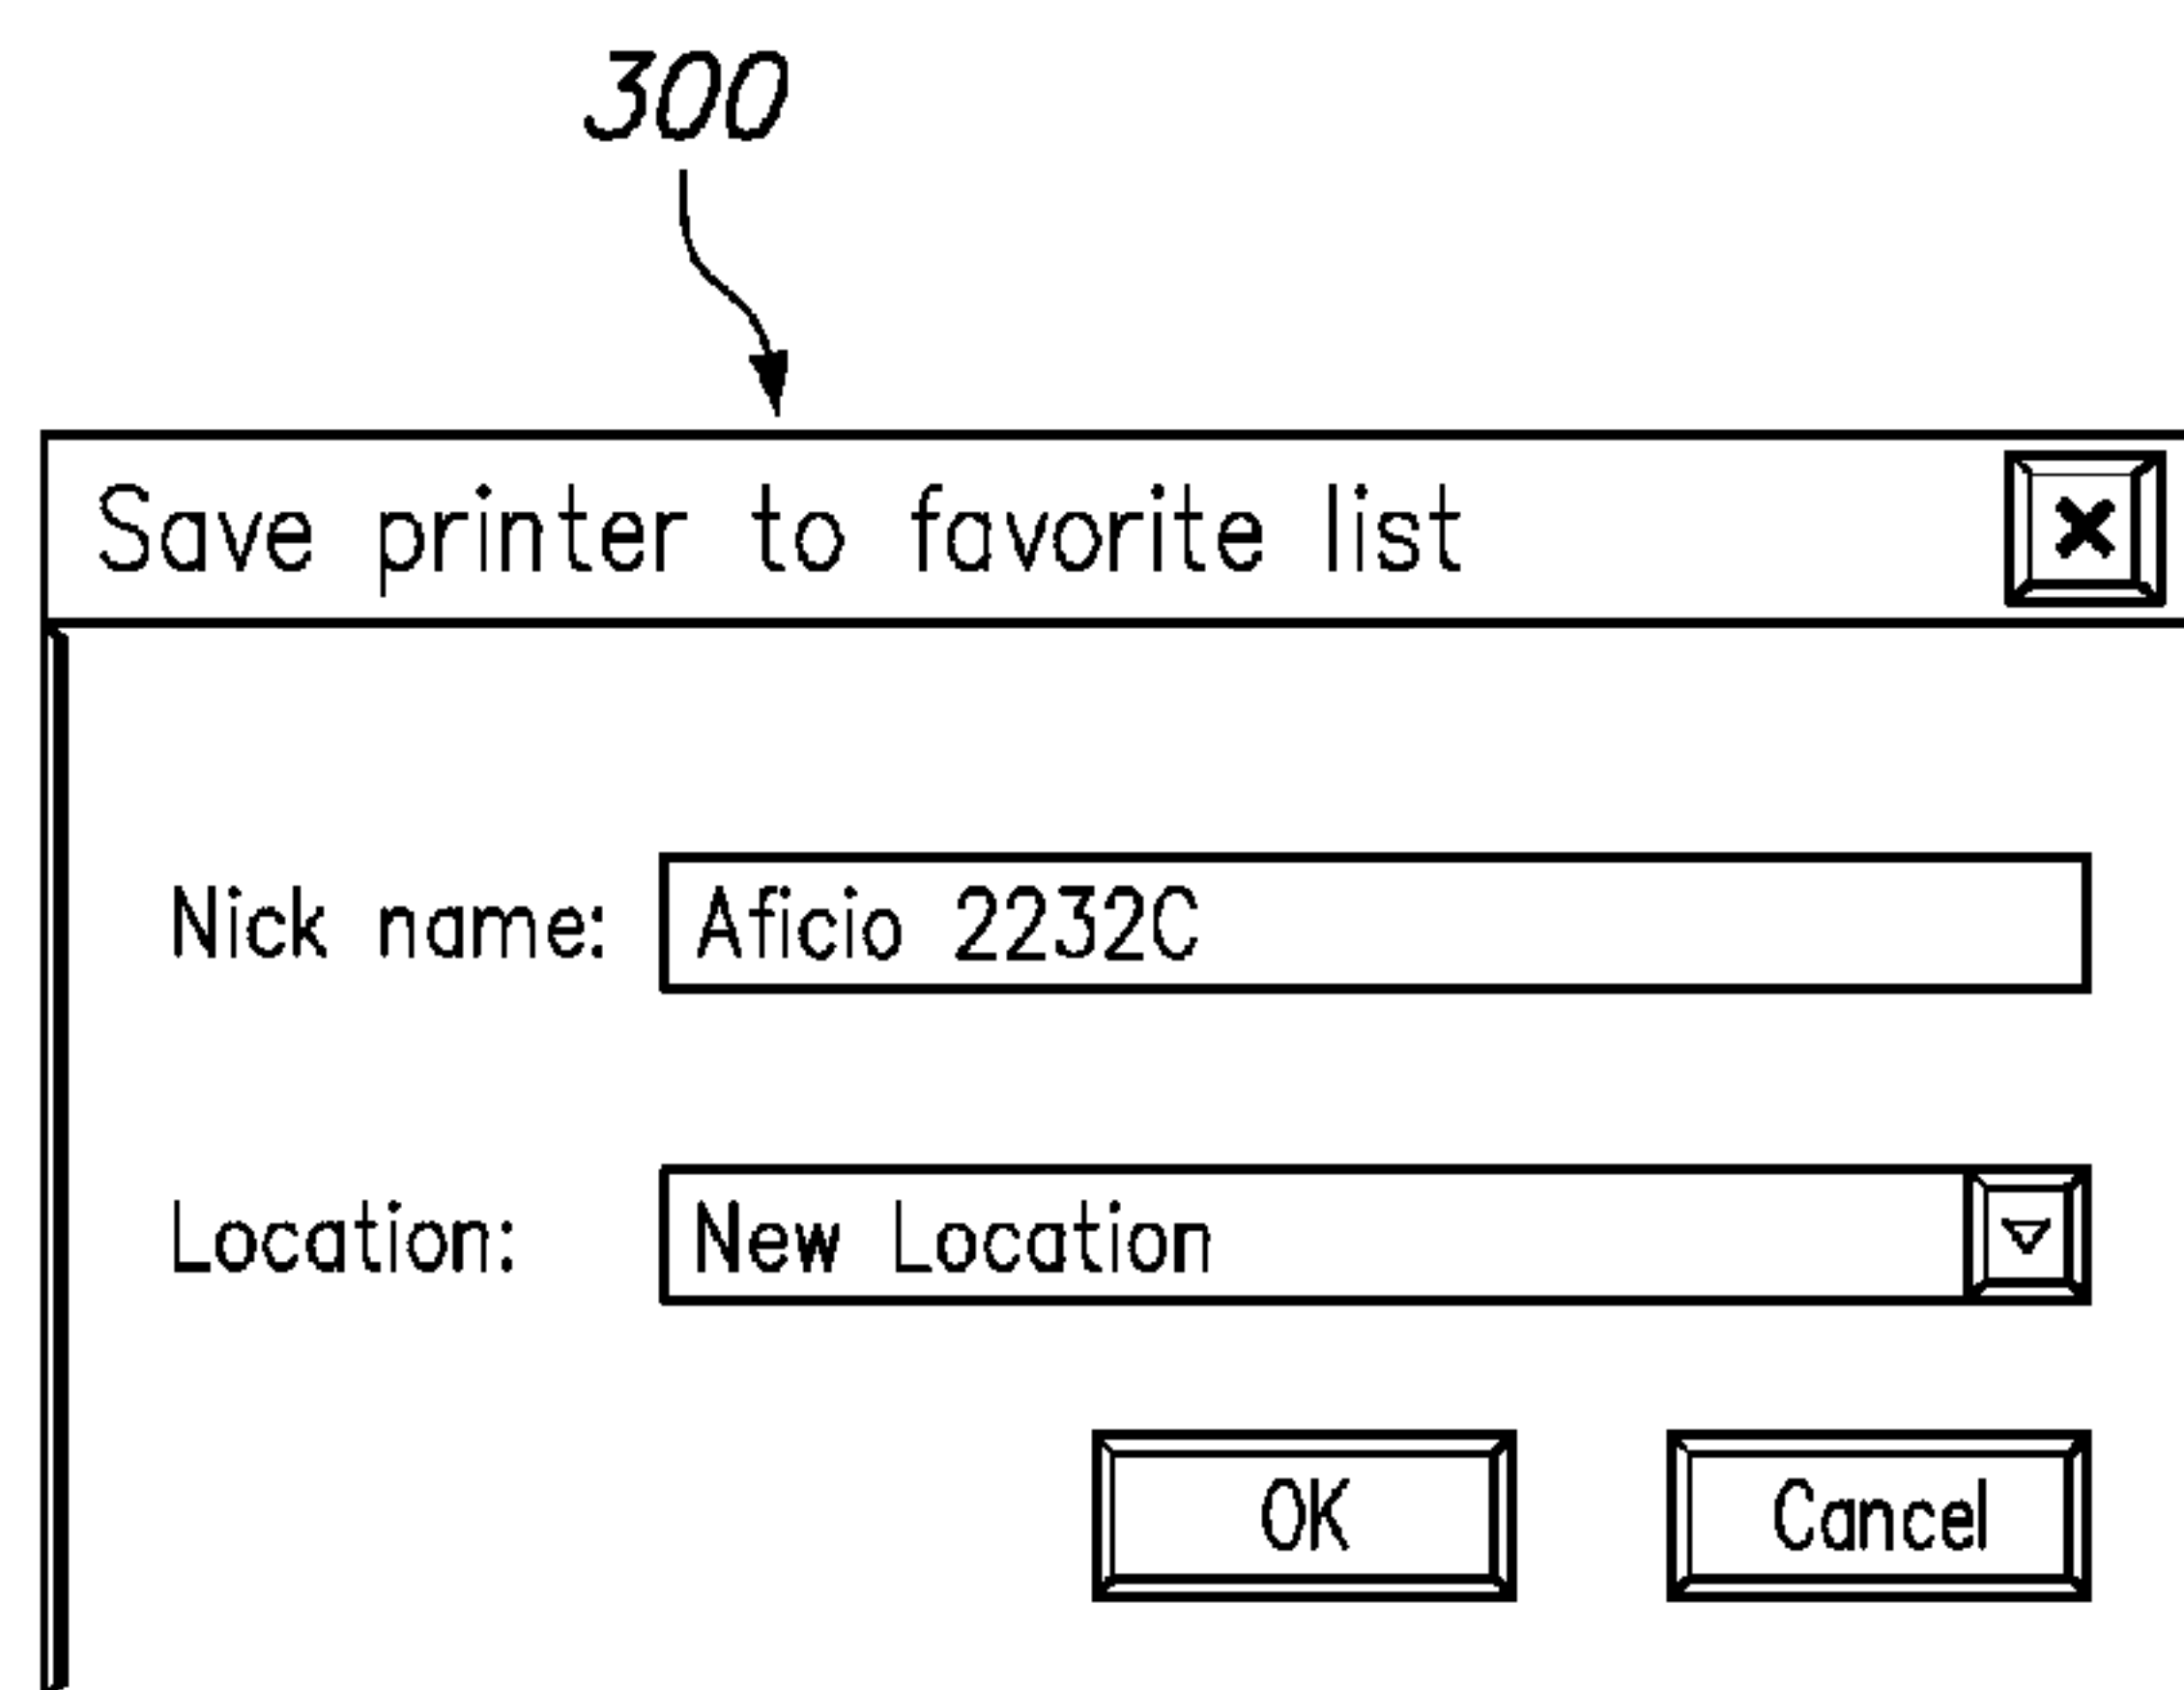 300
Save printer to favorite list
Nick name: Aficio 2232C
Location: New Location
OK Cancel